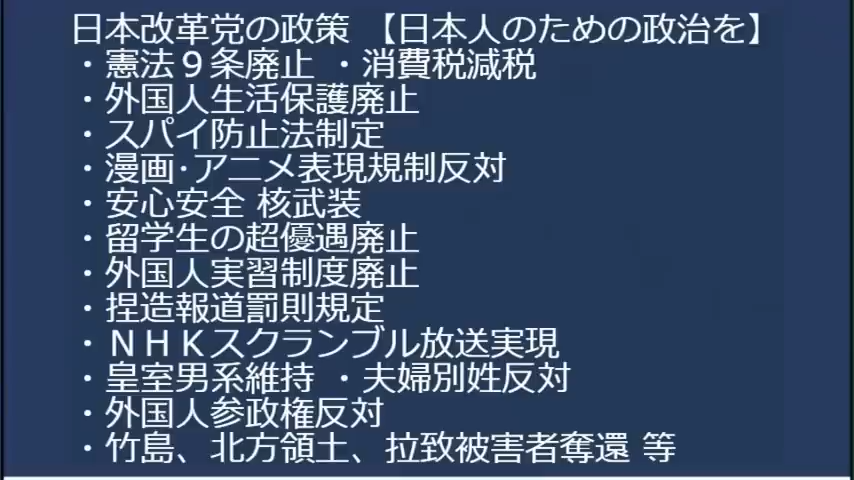 日本改革党の政策 【日本人のための政治を】
・憲法９条廃止 ・消費税減税
・外国人生活保護廃止
・スパイ防止法制定
・漫画･アニメ表現規制反対
・安心安全 核武装
・留学生の超優遇廃止
・外国人実習制度廃止
・捏造報道罰則規定
・ＮＨＫスクランブル放送実現
・皇室男系維持 ・夫婦別姓反対
・外国人参政権反対
・竹島、北方領土、拉致被害者奪還 等